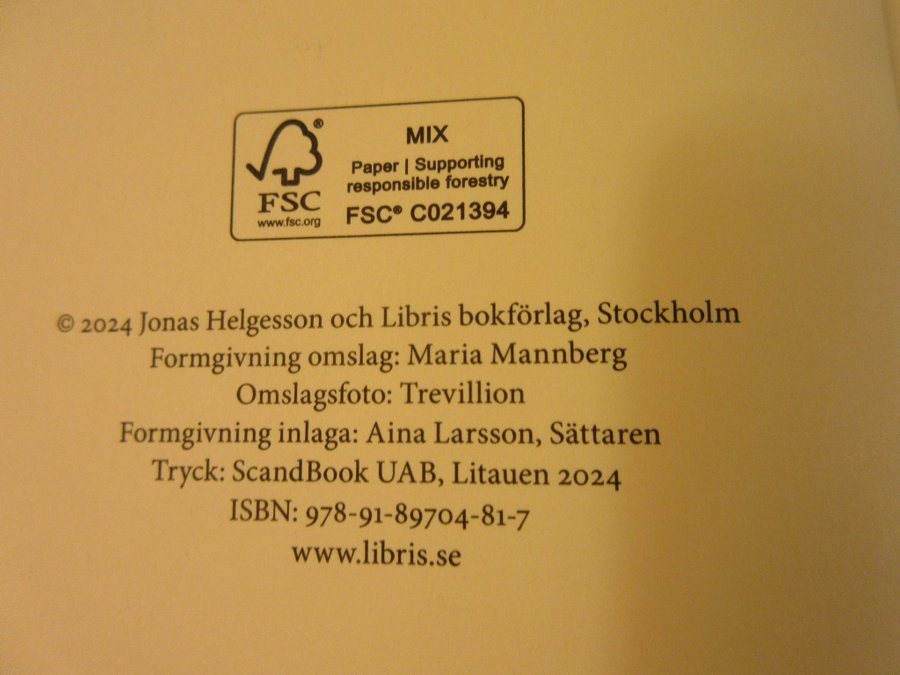 FSC®
www.fsc.org
MIX
Paper | Supporting
responsible forestry
FSC® C021394
© 2024 Jonas Helgesson och Libris bokförlag, Stockholm
Formgivning omslag: Maria Mannberg
Omslagsfoto: Trevillion
Formgivning inlaga: Aina Larsson, Sättaren
Tryck: ScandBook UAB, Litauen 2024
ISBN: 978-91-89704-81-7
www.libris.se